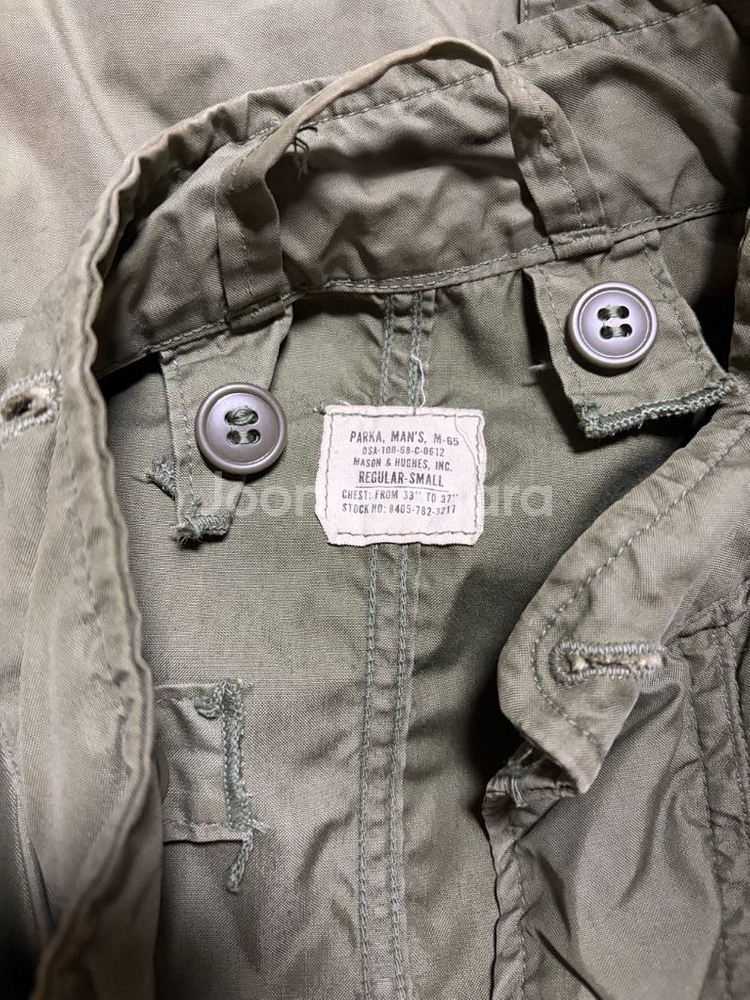 PARKA, MAN'S, M-65
DSA-100-68-C-0612
MASON & HUGHES, INC.
REGULAR-SMALL
CHEST: FROM 33" TO 37"
STOCK NO: 8405-782-3217